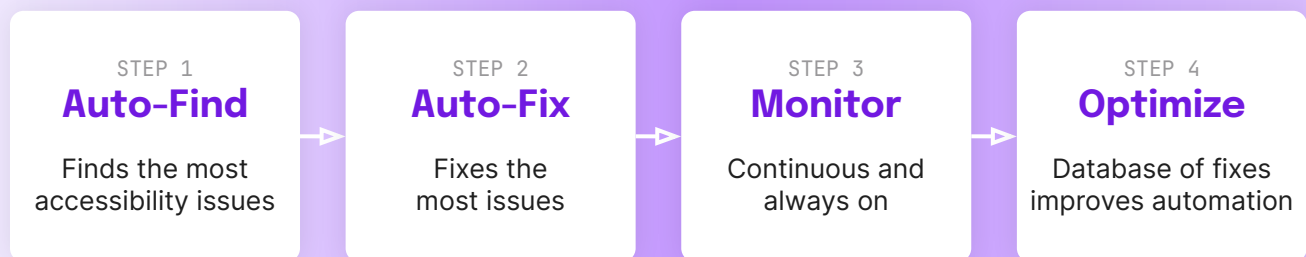 STEP 1
Auto-Find
Finds the most
accessibility issues
STEP 2
Auto-Fix
Fixes the
most issues
STEP 3
Monitor
Continuous and
always on
STEP 4
Optimize
Database of fixes
improves automation